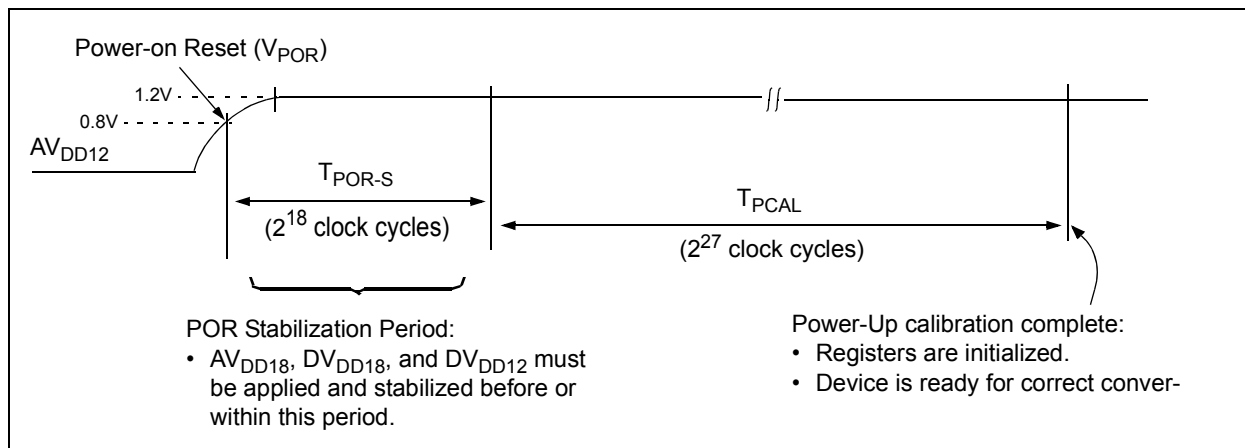 Power-on Reset (VPOR)
1.2V
0.8V
AVDD12
TPOR-S
(2^18 clock cycles)
TPCAL
(2^27 clock cycles)
POR Stabilization Period:
• AVDD18, DVDD18, and DVDD12 must
be applied and stabilized before or
within this period.
Power-Up calibration complete:
• Registers are initialized.
• Device is ready for correct conver-